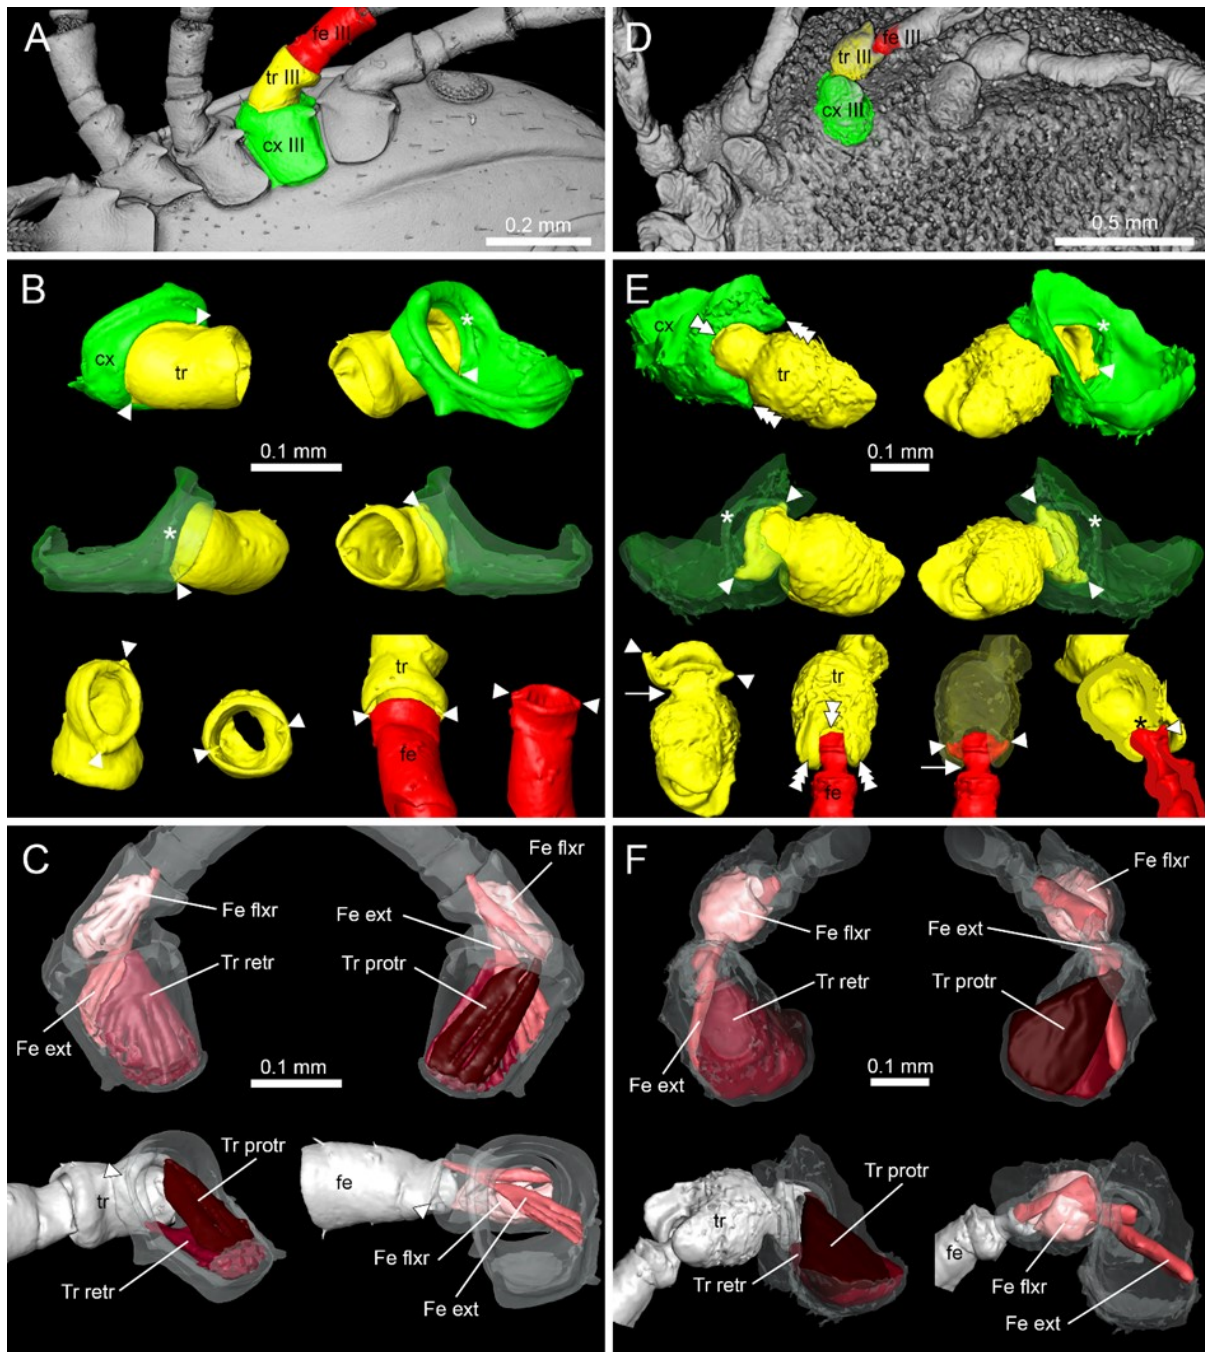 A
fe III
tr III
cx III
0.2 mm
D
fe III
tr III
cx III
0.5 mm
B
cx
tr
*
0.1 mm
*
tr
fe
E
cx
tr
*
0.1 mm
*
*
tr
fe
*
C
Fe flxr
Tr retr
Fe ext
Fe flxr
Fe ext
Tr protr
0.1 mm
tr
Tr protr
Tr retr
fe
Fe flxr
Fe ext
F
Fe flxr
Tr retr
Fe ext
Fe flxr
Fe ext
Tr protr
0.1 mm
tr
Tr protr
Tr retr
fe
Fe flxr
Fe ext